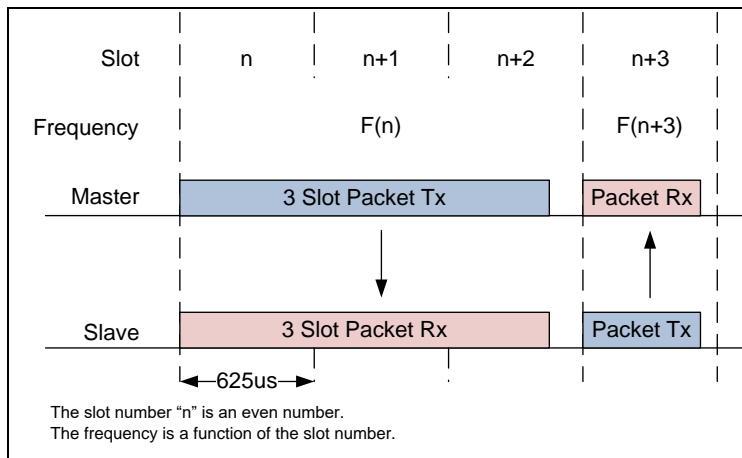 Slot n n+1 n+2 n+3
Frequency F(n) F(n+3)
Master 3 Slot Packet Tx Packet Rx
Slave 3 Slot Packet Rx Packet Tx
625us
The slot number “n” is an even number.
The frequency is a function of the slot number.